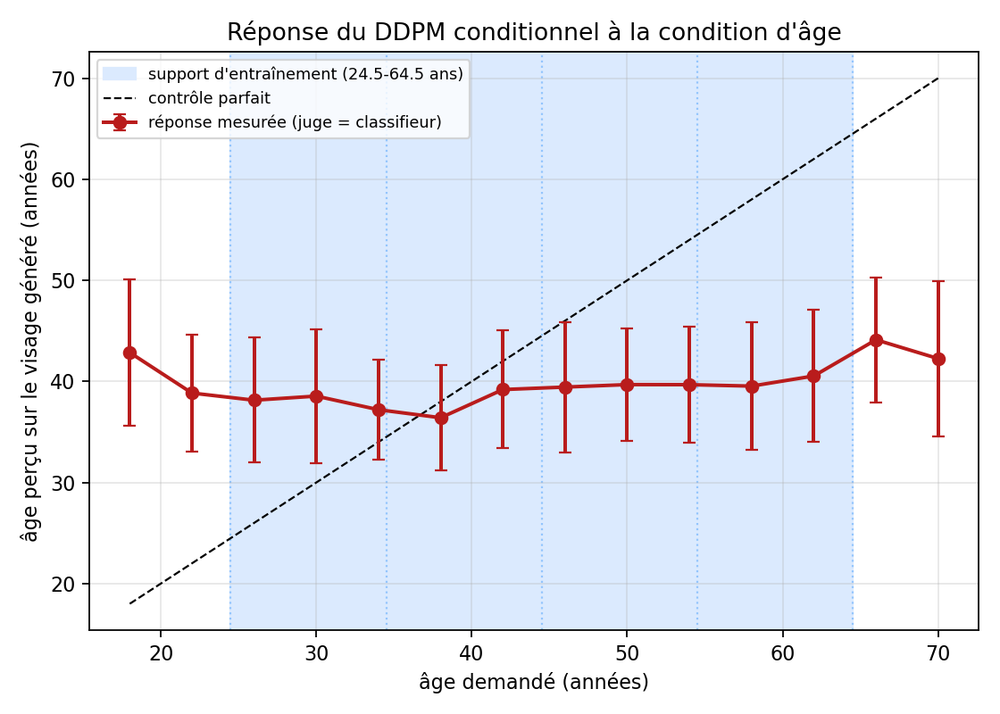 Réponse du DDPM conditionnel à la condition d'âge
support d'entraînement (24.5-64.5 ans)
contrôle parfait
réponse mesurée (juge = classifieur)
âge perçu sur le visage généré (années)
70
60
50
40
30
20
20
30
40
50
60
70
âge demandé (années)